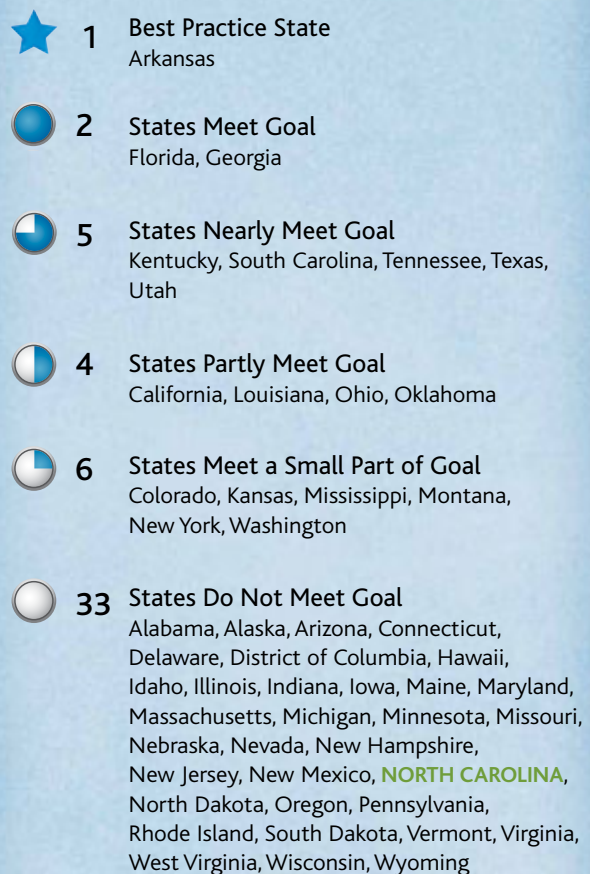 1 Best Practice State
Arkansas
2 States Meet Goal
Florida, Georgia
5 States Nearly Meet Goal
Kentucky, South Carolina, Tennessee, Texas,
Utah
4 States Partly Meet Goal
California, Louisiana, Ohio, Oklahoma
6 States Meet a Small Part of Goal
Colorado, Kansas, Mississippi, Montana,
New York, Washington
33 States Do Not Meet Goal
Alabama, Alaska, Arizona, Connecticut,
Delaware, District of Columbia, Hawaii,
Idaho, Illinois, Indiana, Iowa, Maine, Maryland,
Massachusetts, Michigan, Minnesota, Missouri,
Nebraska, Nevada, New Hampshire,
New Jersey, New Mexico, NORTH CAROLINA,
North Dakota, Oregon, Pennsylvania,
Rhode Island, South Dakota, Vermont, Virginia,
West Virginia, Wisconsin, Wyoming